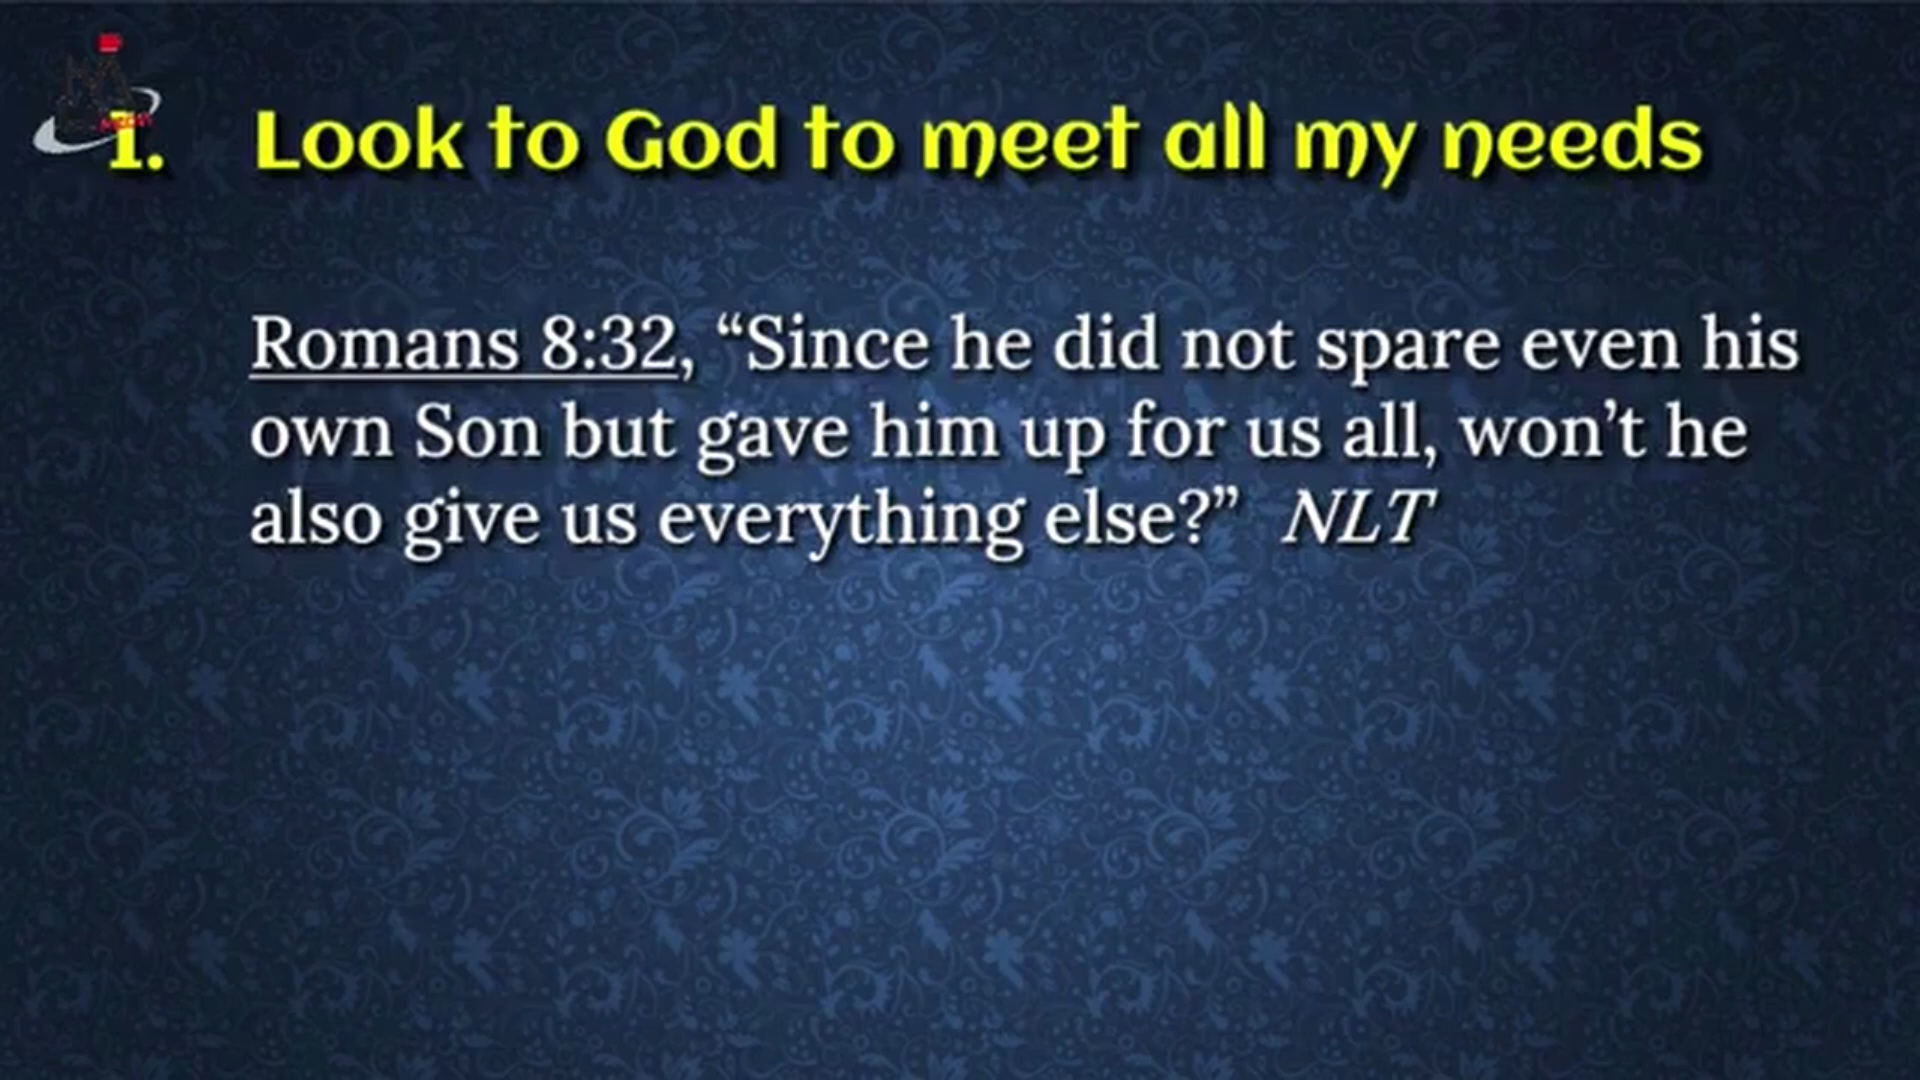 1. Look to God to meet all my needs
Romans 8:32, “Since he did not spare even his
own Son but gave him up for us all, won’t he
also give us everything else?” NLT